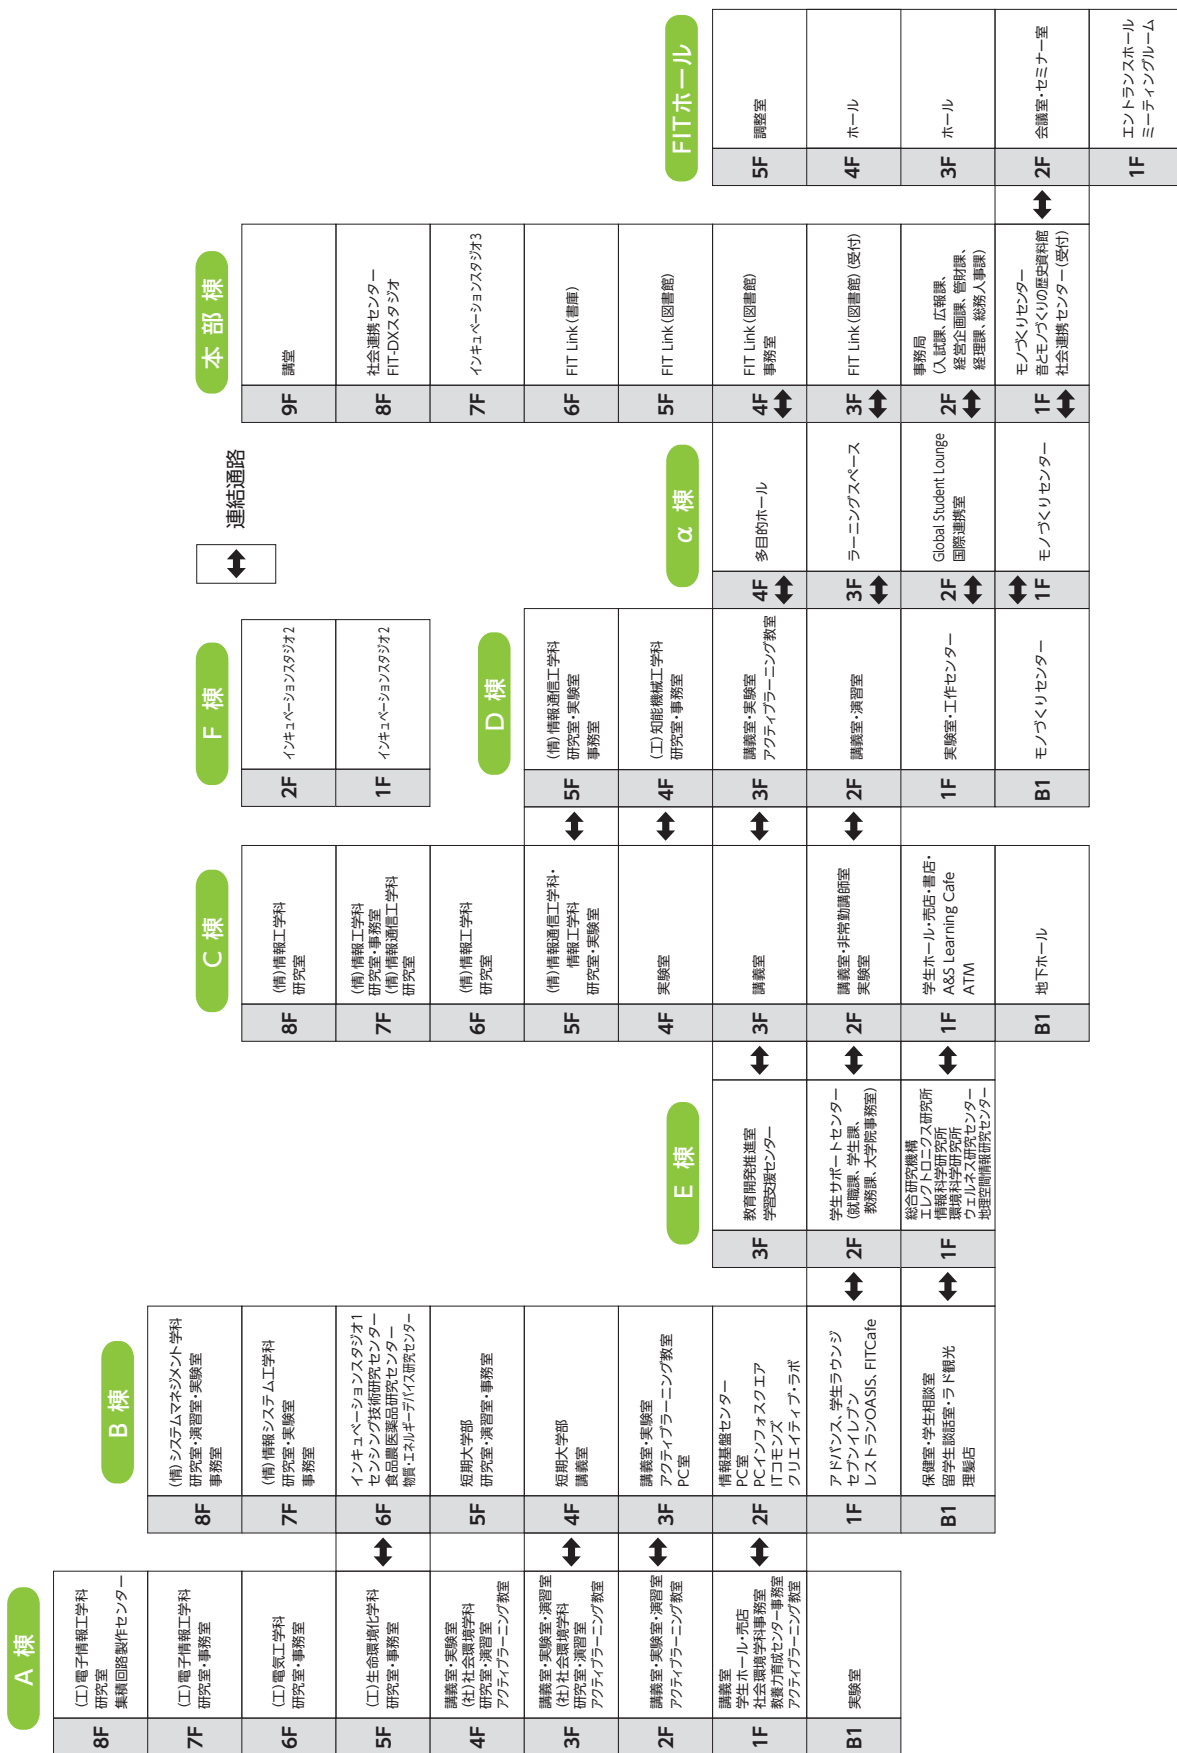 A 棟
8F
(工)電子情報工学科
研究室
集積回路製作センター
7F
(工)電子情報工学科
研究室・事務室
6F
(工)電気工学科
研究室・事務室
5F
(工)生命環境化学科
研究室・事務室
4F
講義室・実験室
(社)社会環境学科
研究室・演習室
アクティブラーニング教室
3F
講義室・実験室・演習室
(社)社会環境学科
研究室・演習室
アクティブラーニング教室
2F
講義室・実験室・演習室
アクティブラーニング教室
1F
講義室
学生ホール・売店
社会環境学科事務室
教養力育成センター事務室
アクティブラーニング教室
B1
実験室
B 棟
8F
(情)システムマネジメント学科
研究室・演習室・実験室
事務室
7F
(情)情報システム工学科
研究室・実験室
事務室
6F
インキュベーションスタジオ1
センシング技術研究センター
食品農医薬品研究センター
物質・エネルギーデバイス研究センター
5F
短期大学部
研究室・演習室・事務室
4F
短期大学部
講義室
3F
講義室・実験室
アクティブラーニング教室
PC室
2F
情報基盤センター
PC室
PCインフォスクエア
ITコモンズ
クリエイティブ・ラボ
1F
アドバンス、学生ラウンジ
セブンイレブン
レストランOASIS、FITCafe
B1
保健室・学生相談室
留学生談話室・ラド観光
理髪店
E 棟
3F
教育開発推進室
学習支援センター
2F
学生サポートセンター
(就職課、学生課、
教務課、大学院事務室)
1F
総合研究機構
エレクトロニクス研究所
情報科学研究所
環境科学研究所
ウェルネス研究センター
地理空間情報研究センター
C 棟
8F
(情)情報工学科
研究室
7F
(情)情報工学科
研究室・事務室
(情)情報通信工学科
研究室
6F
(情)情報工学科
研究室
5F
(情)情報通信工学科・
情報工学科
研究室・実験室
4F
実験室
3F
講義室
2F
講義室・非常勤講師室
実験室
1F
学生ホール・売店・書店・
A&S Learning Cafe
ATM
B1
地下ホール
F 棟
2F
インキュベーションスタジオ2
1F
インキュベーションスタジオ2
D 棟
5F
(情)情報通信工学科
研究室・実験室
事務室
4F
(工)知能機械工学科
研究室・事務室
3F
講義室・実験室
アクティブラーニング教室
2F
講義室・演習室
1F
実験室・工作センター
B1
モノづくりセンター
連結通路
α 棟
4F
多目的ホール
3F
ラーニングスペース
2F
Global Student Lounge
国際連携室
1F
モノづくりセンター
本 部 棟
9F
講堂
8F
社会連携センター
FIT-DXスタジオ
7F
インキュベーションスタジオ3
6F
FIT Link(書庫)
5F
FIT Link(図書館)
4F
FIT Link(図書館)
事務室
3F
FIT Link(図書館)(受付)
2F
事務局
(入試課、広報課、
経営企画課、管財課、
経理課、総務人事課)
1F
モノづくりセンター
音とモノづくりの歴史資料館
社会連携センター(受付)
FITホール
5F
調整室
4F
ホール
3F
ホール
2F
会議室・セミナー室
1F
エントランスホール
ミーティングルーム